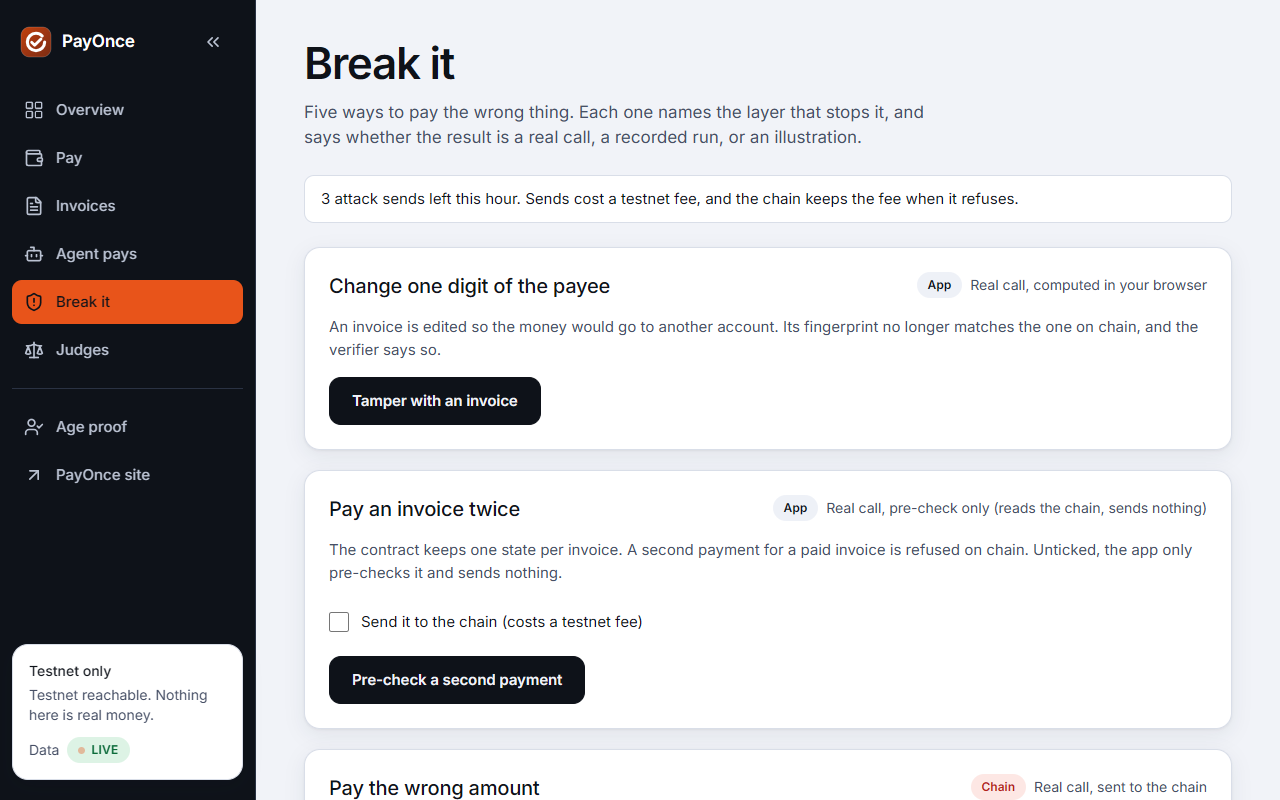 PayOnce
Overview
Pay
Invoices
Agent pays
Break it
Judges
Age proof
PayOnce site
Testnet only
Testnet reachable. Nothing
here is real money.
Data LIVE
Break it
Five ways to pay the wrong thing. Each one names the layer that stops it, and
says whether the result is a real call, a recorded run, or an illustration.
3 attack sends left this hour. Sends cost a testnet fee, and the chain keeps the fee when it refuses.
Change one digit of the payee
App Real call, computed in your browser
An invoice is edited so the money would go to another account. Its fingerprint no longer matches the one on chain, and the
verifier says so.
Tamper with an invoice
Pay an invoice twice
App Real call, pre-check only (reads the chain, sends nothing)
The contract keeps one state per invoice. A second payment for a paid invoice is refused on chain. Unticked, the app only
pre-checks it and sends nothing.
Send it to the chain (costs a testnet fee)
Pre-check a second payment
Pay the wrong amount
Chain Real call, sent to the chain